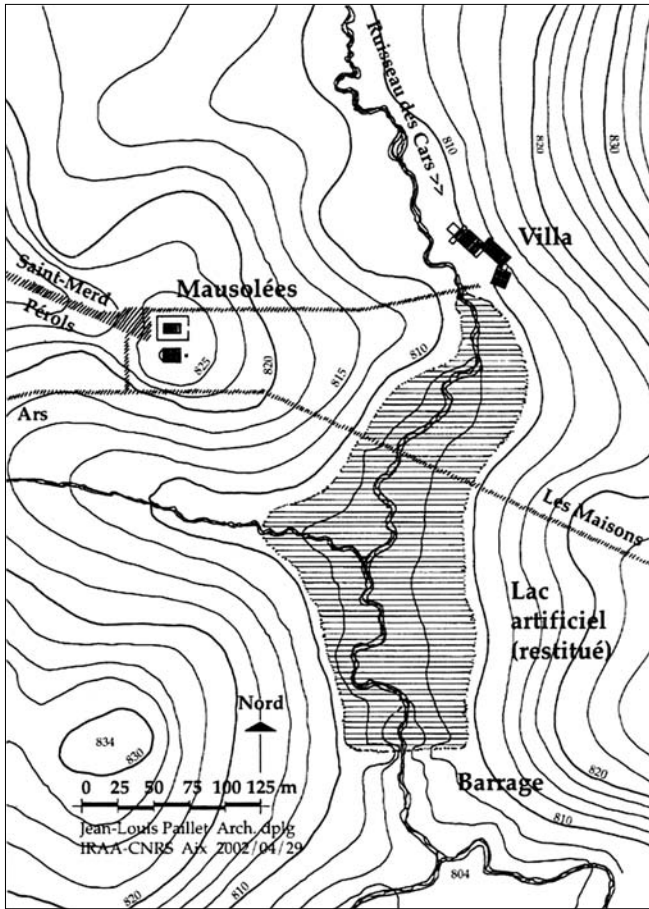 Ruisseau des Cars >>
810
820
830
Villa
Saint-Merd
Pérols
Mausolées
825
820
815
810
Ars
Les Maisons
Lac
artificiel
(restitué)
Nord
834
830
0 25 50 75 100 125 m
Barrage
820
Jean-Louis Paillet Arch. dplg
IRAA-CNRS Aix 2002/04/29
820
810
804
810